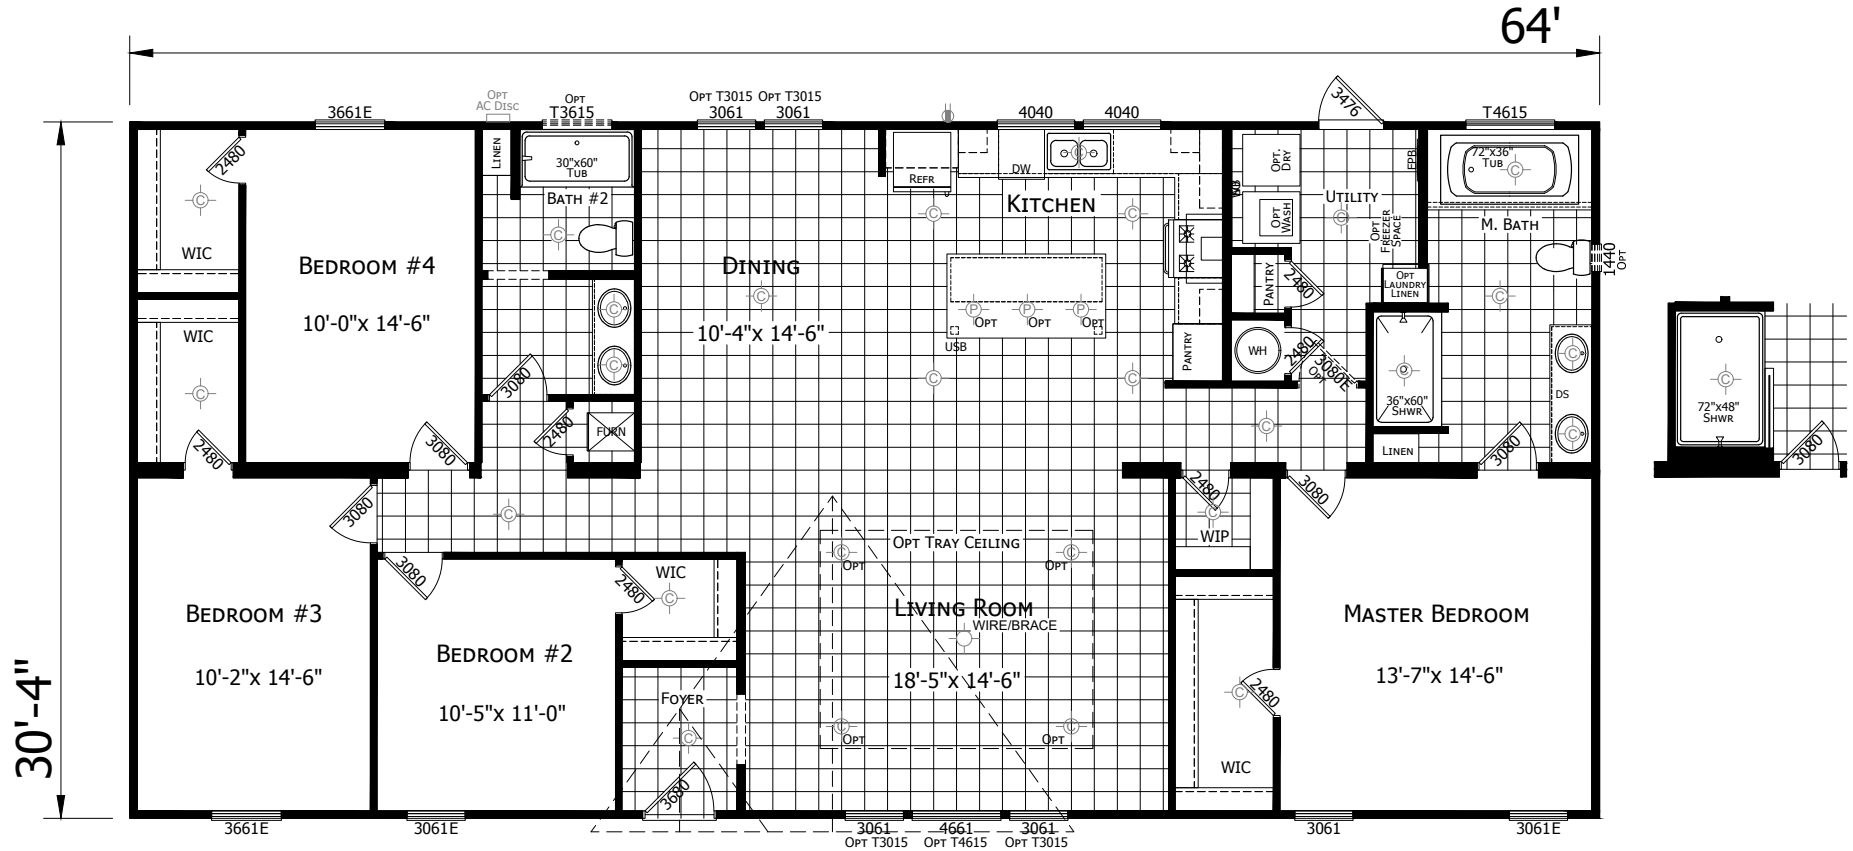 64'
30'-4"
3661E
OPT
AC DISC
OPT
T3615
OPT T3015
3061
OPT T3015
3061
4040
4040
3476
T4615
2480
WIC
BEDROOM #4
10'-0"x 14'-6"
LINEN
30"x60"
TUB
BATH #2
C
DINING
10'-4"x 14'-6"
REFR
DW
KITCHEN
P
OPT
P
OPT
P
OPT
USB
PANTRY
OPT.
DRY
OPT
WASH
UTILITY
EPB
OPT
FREEZER
SPACE
OPT
LAUNDRY
LINEN
PANTRY
2480
WH
2480
3080E
OPT
72"x36"
TUB
M. BATH
1440
OPT
36"x60"
SHWR
LINEN
DS
3080
72"x48"
SHWR
3080
WIC
2480
3080
3080
2480
FURN
3080
3080
BEDROOM #3
10'-2"x 14'-6"
BEDROOM #2
10'-5"x 11'-0"
2480
WIC
FOYER
3680
OPT TRAY CEILING
OPT
OPT
LIVING ROOM
WIRE/BRACE
18'-5"x 14'-6"
OPT
OPT
2480
WIP
3080
MASTER BEDROOM
13'-7"x 14'-6"
2480
WIC
3661E
3061E
3061
OPT T3015
4661
OPT T4615
3061
OPT T3015
3061
3061E